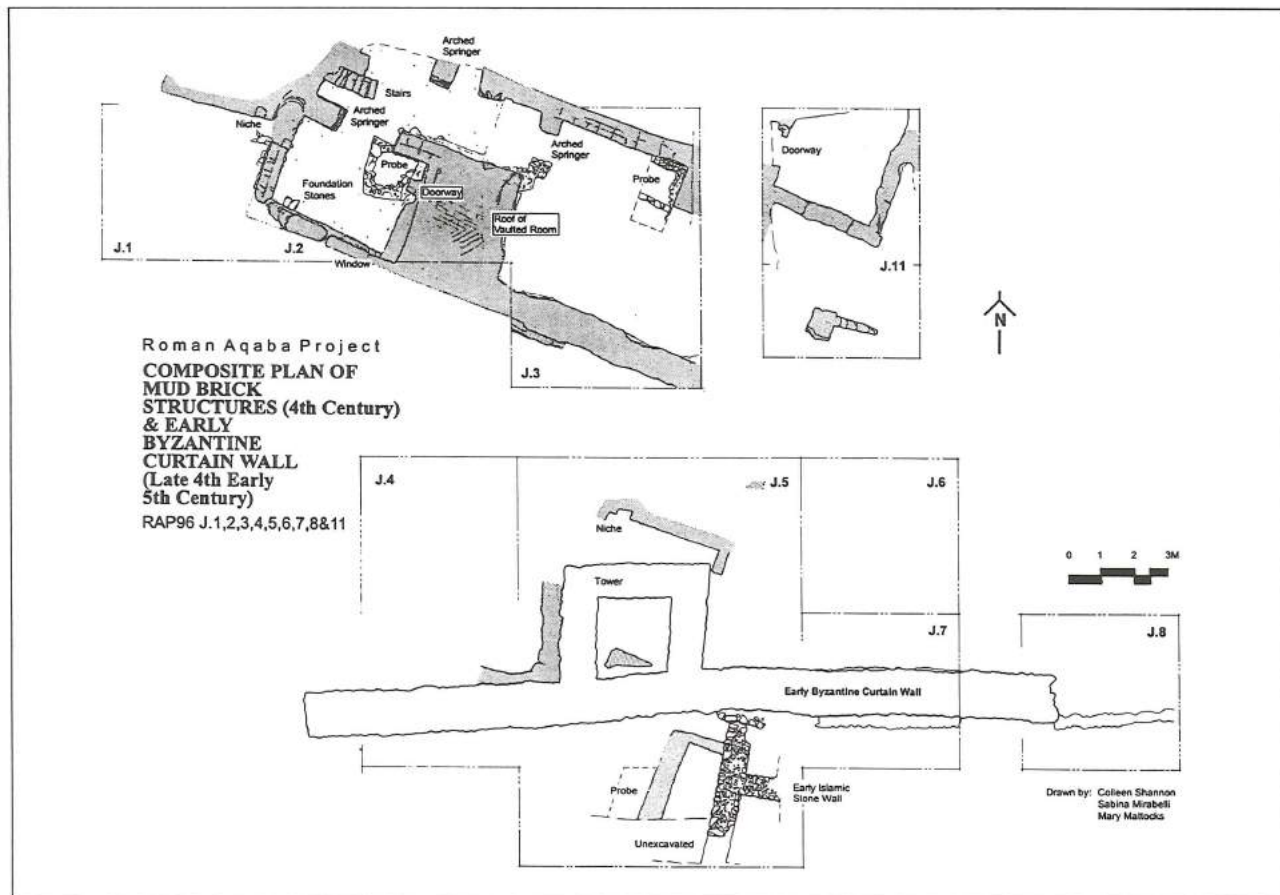 Arched
Springer
Stairs
Arched
Springer
Niche
Arched
Springer
Probe
Probe
Doorway
Foundation
Stones
Doorway
Roof of
Vaulted Room
J.1
J.2
Window
J.11
J.3
N
Roman Aqaba Project
COMPOSITE PLAN OF
MUD BRICK
STRUCTURES (4th Century)
& EARLY
BYZANTINE
CURTAIN WALL
(Late 4th Early
5th Century)
RAP96 J.1,2,3,4,5,6,7,8&11
J.4
J.5
J.6
Niche
Tower
0 1 2 3M
J.7
J.8
Early Byzantine Curtain Wall
Probe
Early Islamic
Stone Wall
Unexcavated
Drawn by: Colleen Shannon
Sabina Mirabelli
Mary Mattocks